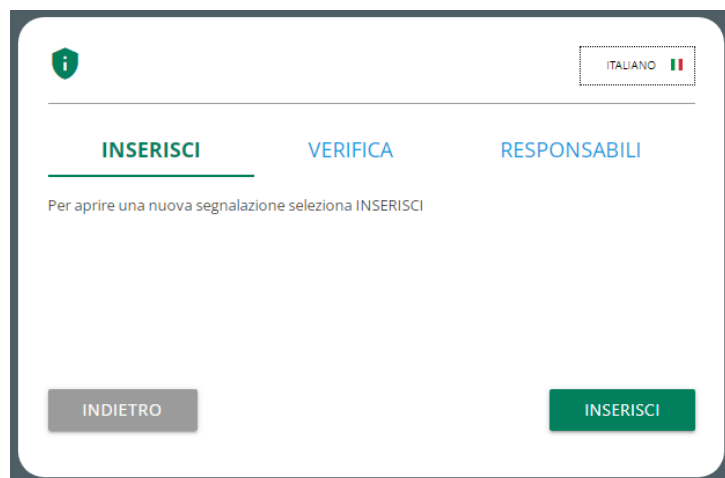 ITALIANO
INSERISCI VERIFICA RESPONSABILI
Per aprire una nuova segnalazione seleziona INSERISCI
INDIETRO INSERISCI